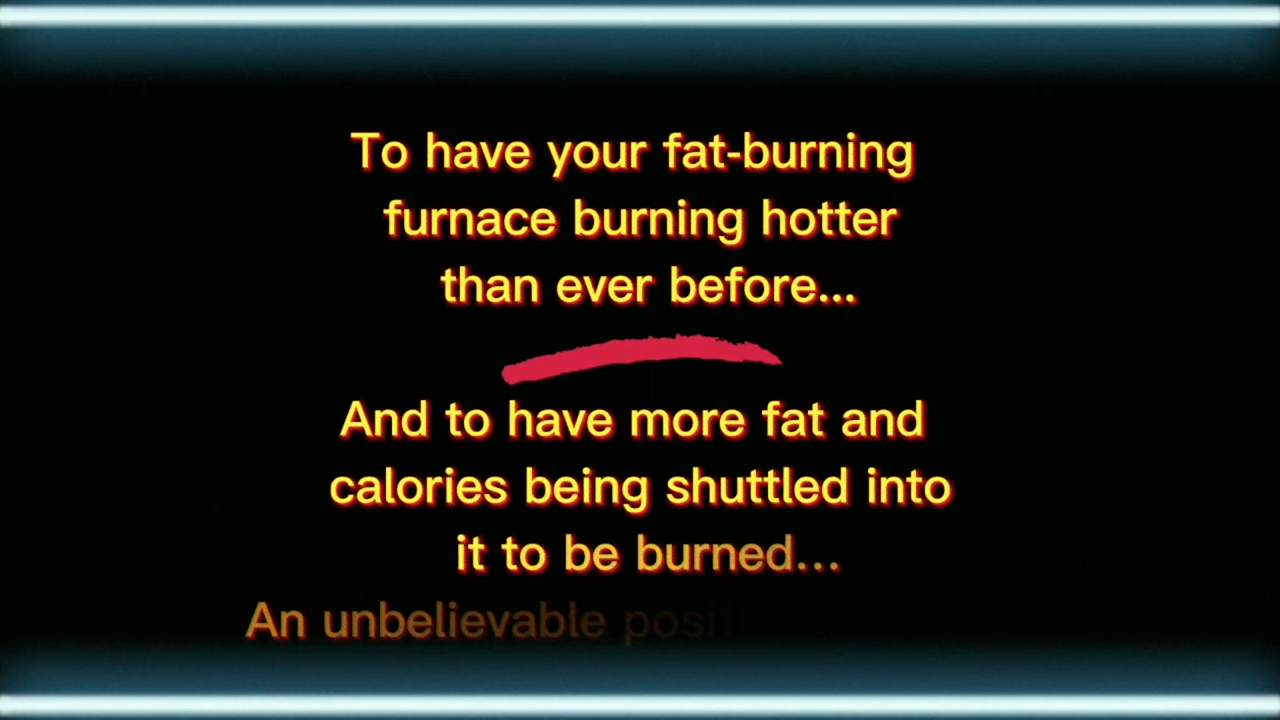 To have your fat-burning
furnace burning hotter
than ever before...
And to have more fat and
calories being shuttled into
it to be burned...
An unbelievable